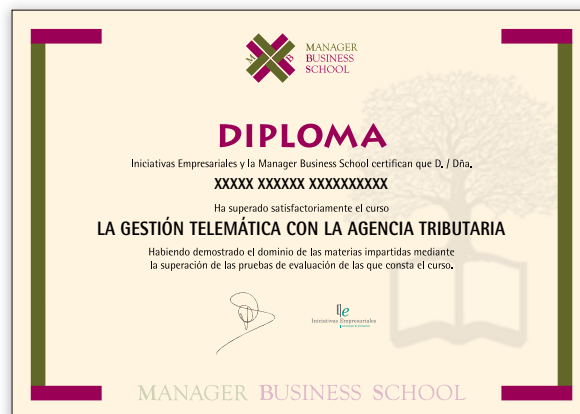 M B
MANAGER
BUSINESS
SCHOOL
DIPLOMA
Iniciativas Empresariales y la Manager Business School certifican que D. / Dña.
XXXXX XXXXXX XXXXXXXXXX
Ha superado satisfactoriamente el curso
LA GESTIÓN TELEMÁTICA CON LA AGENCIA TRIBUTARIA
Habiendo demostrado el dominio de las materias impartidas mediante
la superación de las pruebas de evaluación de las que consta el curso.
Ie
Iniciativas Empresariales
MANAGER BUSINESS SCHOOL